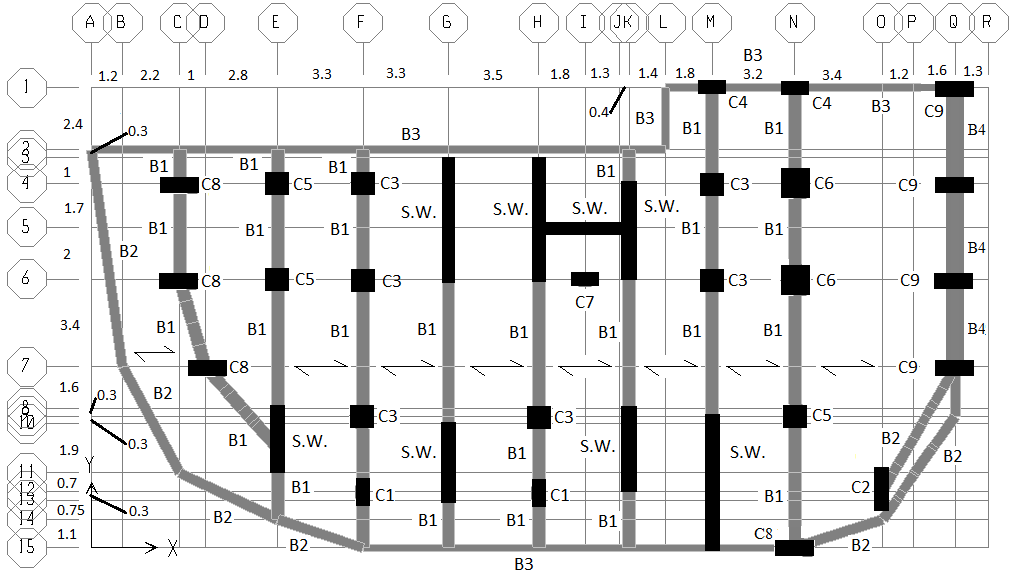 A B C D E F G H I J K L M N O P Q R
B3
1.2 2.2 1 2.8 3.3 3.3 3.5 1.8 1.3 1.4 1.8 3.2 3.4 1.2 1.6 1.3
1
0.4 B3 C4 C4 B3 C9
2.4 0.3 B3 B1 B1 B4
2
3
B1 B1 B1 B1
1
4 C8 C5 C3 C3 C6 C9
1.7 S.W. S.W. S.W. S.W.
5 B1 B1 B1 B1 B1
2 B2 B4
6 C8 C5 C3 C7 C3 C6 C9
3.4 B1 B1 B1 B1 B1 B1 B1 B1 B4
7 C8 C9
1.6 0.3 B2
8
10 C3 C3 C5
0.3 B1 S.W. S.W. S.W. S.W. B2
1.9 B1 B2
Y
11
0.7 B1 C2
12 C1 C1 B1
13
0.75 0.3
14 B2 B1 B1 B1
1.1 C8
15 X B2 B2
B3